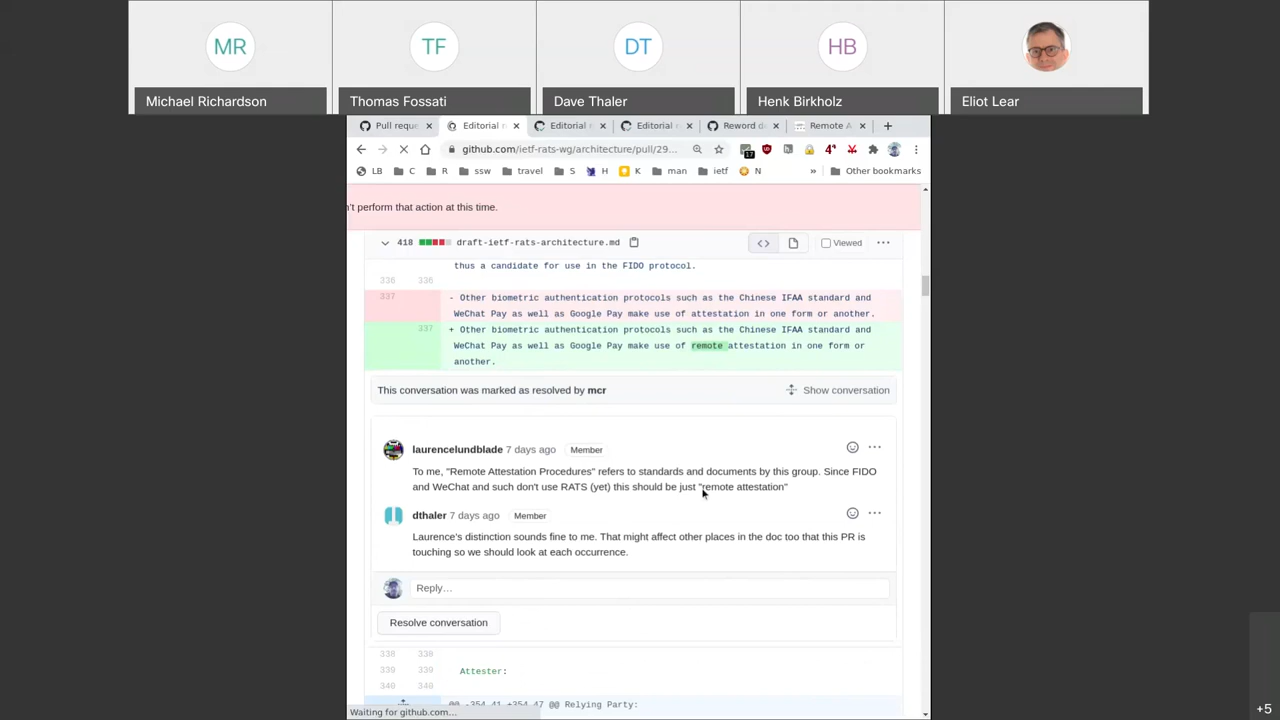 MR
TF
DT
HB
Michael Richardson
Thomas Fossati
Dave Thaler
Henk Birkholz
Eliot Lear
Pull reque
Editorial r
Editorial r
Editorial r
Reword de
Remote A
github.com/ietf-rats-wg/architecture/pull/29...
17
LB
C
R
ssw
travel
S
H
K
man
ietf
N
»
Other bookmarks
n't perform that action at this time.
418 draft-ietf-rats-architecture.md
Viewed
thus a candidate for use in the FIDO protocol.
336 336
337 - Other biometric authentication protocols such as the Chinese IFAA standard and
WeChat Pay as well as Google Pay make use of attestation in one form or another.
337 + Other biometric authentication protocols such as the Chinese IFAA standard and
WeChat Pay as well as Google Pay make use of remote attestation in one form or
another.
This conversation was marked as resolved by mcr
Show conversation
laurencelundblade 7 days ago Member
To me, "Remote Attestation Procedures" refers to standards and documents by this group. Since FIDO
and WeChat and such don't use RATS (yet) this should be just "remote attestation"
dthaler 7 days ago Member
Laurence's distinction sounds fine to me. That might affect other places in the doc too that this PR is
touching so we should look at each occurrence.
Reply…
Resolve conversation
338 338
339 339 Attester:
340 340
@@ -354,41 +354,47 @@ Relying Party:
Waiting for github.com…
+5